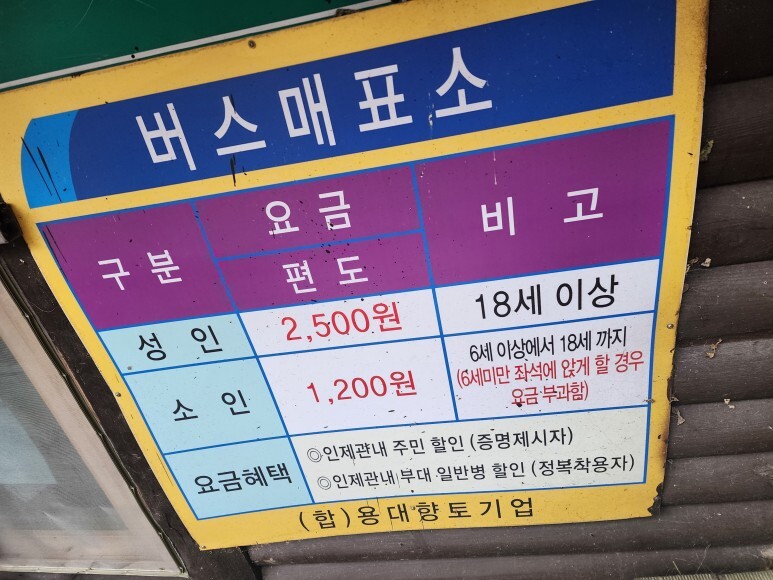 버스매표소
구분 요금 비고
편도
성인 2,500원 18세 이상
소인 1,200원 6세 이상에서 18세 까지
(6세미만 좌석에 앉게 할 경우
요금 부과함)
요금혜택 ◎인제관내 주민 할인 (증명제시자)
◎인제관내 부대 일반병 할인 (정복착용자)
(합)용대향토기업